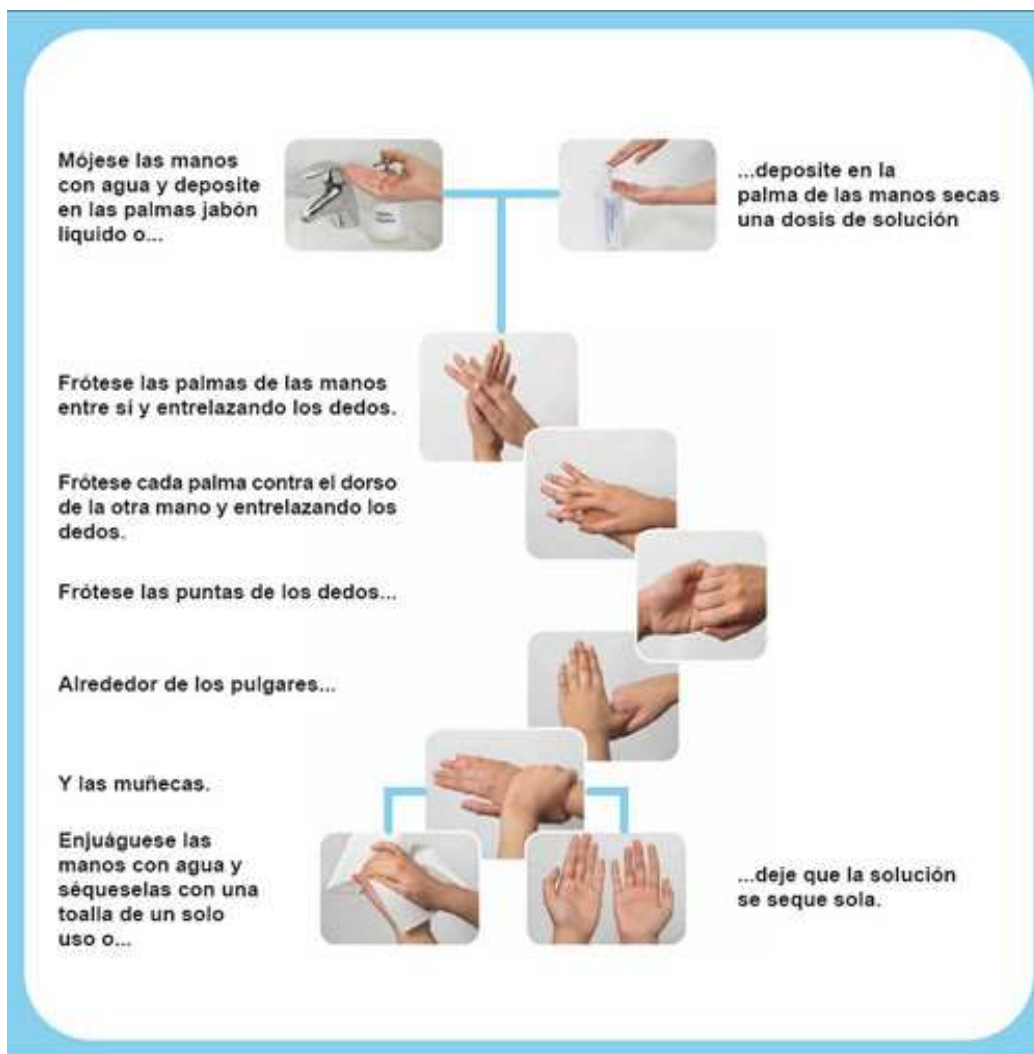 Mójese las manos
con agua y deposite
en las palmas jabón
líquido o...
...deposite en la
palma de las manos secas
una dosis de solución
Frótese las palmas de las manos
entre sí y entrelazando los dedos.
Frótese cada palma contra el dorso
de la otra mano y entrelazando los
dedos.
Frótese las puntas de los dedos...
Alrededor de los pulgares...
Y las muñecas.
Enjuáguese las
manos con agua y
séqueselas con una
toalla de un solo
uso o...
...deje que la solución
se seque sola.